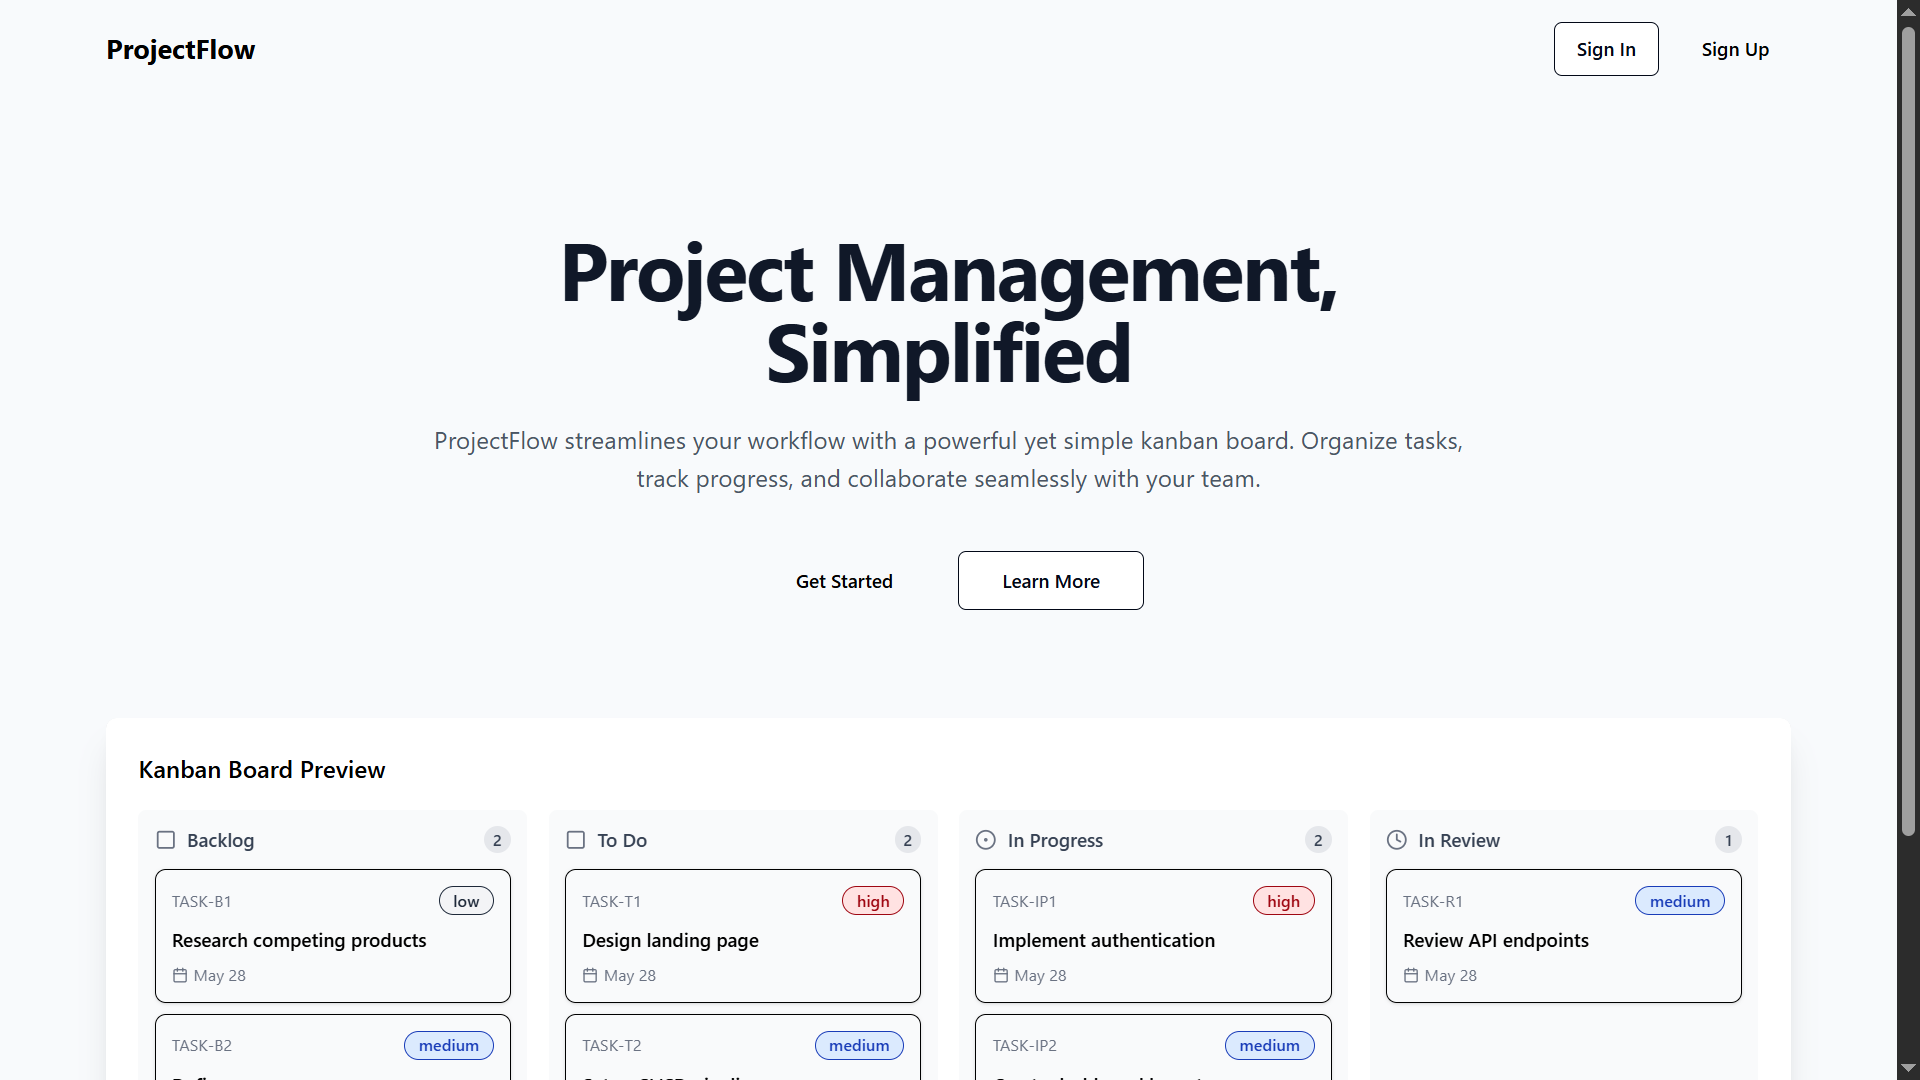 ProjectFlow
Sign In
Sign Up
Project Management,
Simplified
ProjectFlow streamlines your workflow with a powerful yet simple kanban board. Organize tasks,
track progress, and collaborate seamlessly with your team.
Get Started
Learn More
Kanban Board Preview
Backlog
2
TASK-B1
low
Research competing products
May 28
TASK-B2
medium
To Do
2
TASK-T1
high
Design landing page
May 28
TASK-T2
medium
In Progress
2
TASK-IP1
high
Implement authentication
May 28
TASK-IP2
medium
In Review
1
TASK-R1
medium
Review API endpoints
May 28